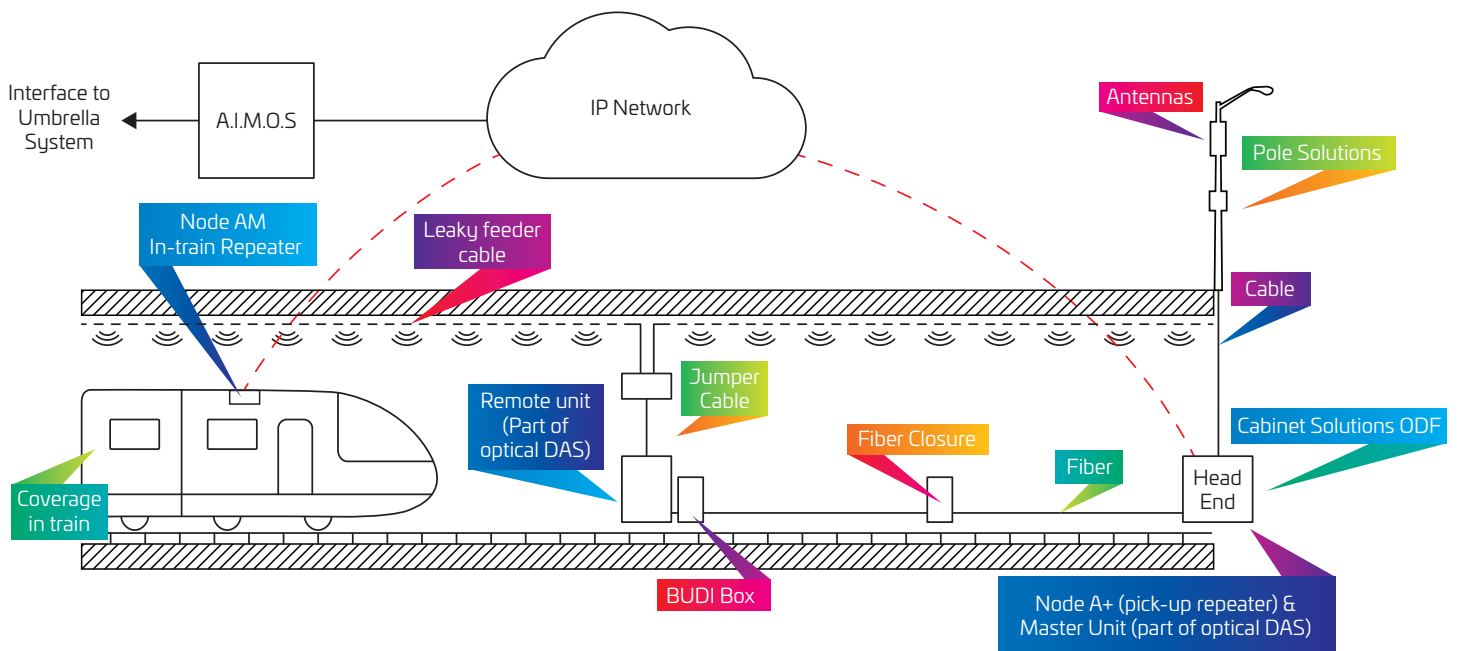 Interface to
Umbrella
System
A.I.M.O.S
IP Network
Antennas
Pole Solutions
Node AM
In-train Repeater
Leaky feeder
cable
Cable
Jumper
Cable
Remote unit
(Part of
optical DAS)
Fiber Closure
Cabinet Solutions ODF
Fiber
Head
End
Coverage
in train
BUDI Box
Node A+ (pick-up repeater) &
Master Unit (part of optical DAS)